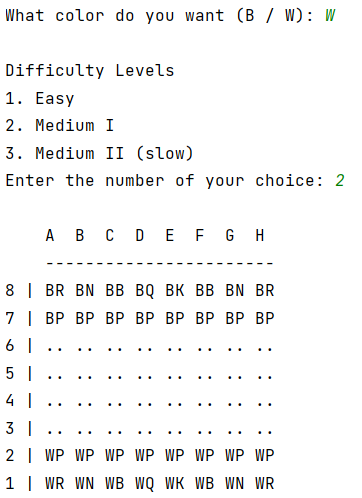 What color do you want (B / W): W
Difficulty Levels
1. Easy
2. Medium I
3. Medium II (slow)
Enter the number of your choice: 2
    A  B  C  D  E  F  G  H
    -----------------------
8 | BR BN BB BQ BK BB BN BR
7 | BP BP BP BP BP BP BP BP
6 | .. .. .. .. .. .. .. ..
5 | .. .. .. .. .. .. .. ..
4 | .. .. .. .. .. .. .. ..
3 | .. .. .. .. .. .. .. ..
2 | WP WP WP WP WP WP WP WP
1 | WR WN WB WQ WK WB WN WR